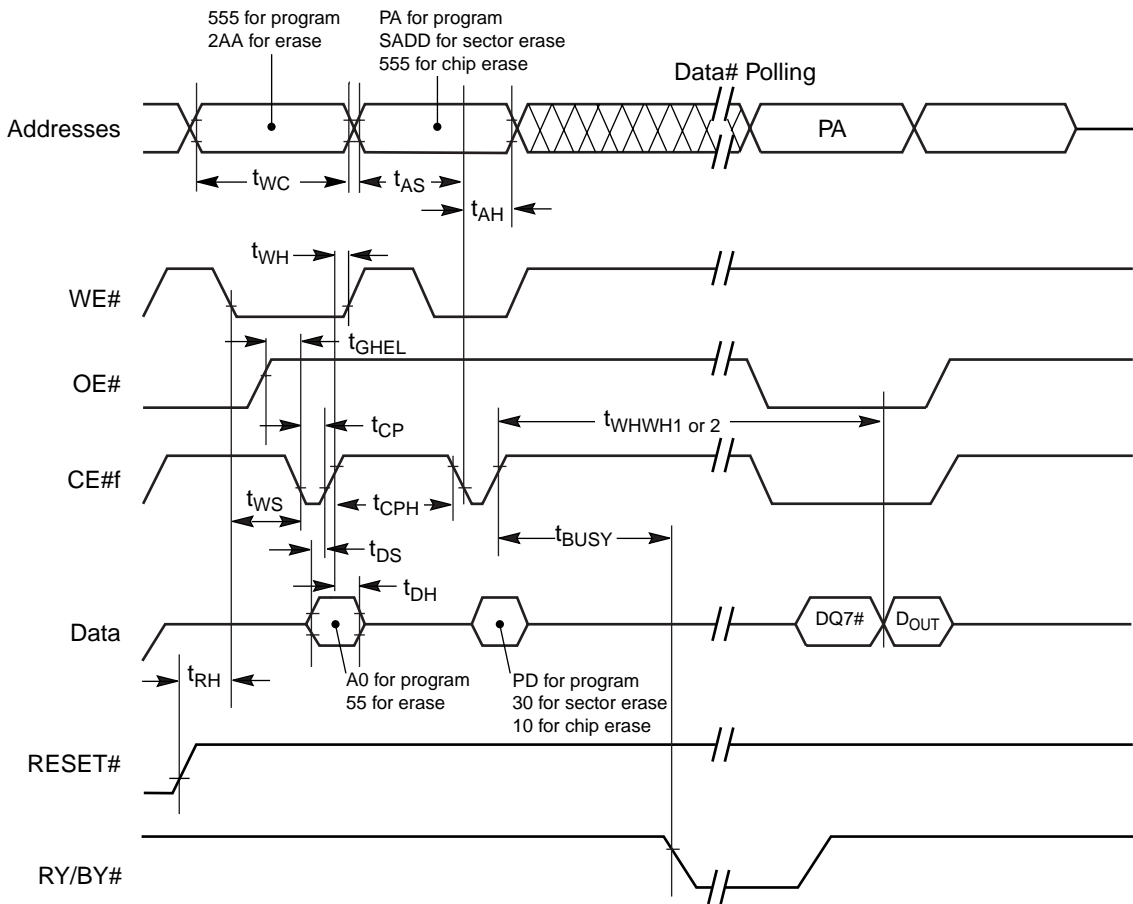 555 for program
2AA for erase
PA for program
SADD for sector erase
555 for chip erase
Data# Polling
Addresses
PA
tWC
tAS
tAH
tWH
WE#
tGHEL
OE#
tWHWH1 or 2
tCP
CE#f
tWS
tCPH
tBUSY
tDS
tDH
Data
DQ7#
DOUT
tRH
A0 for program
55 for erase
PD for program
30 for sector erase
10 for chip erase
RESET#
RY/BY#